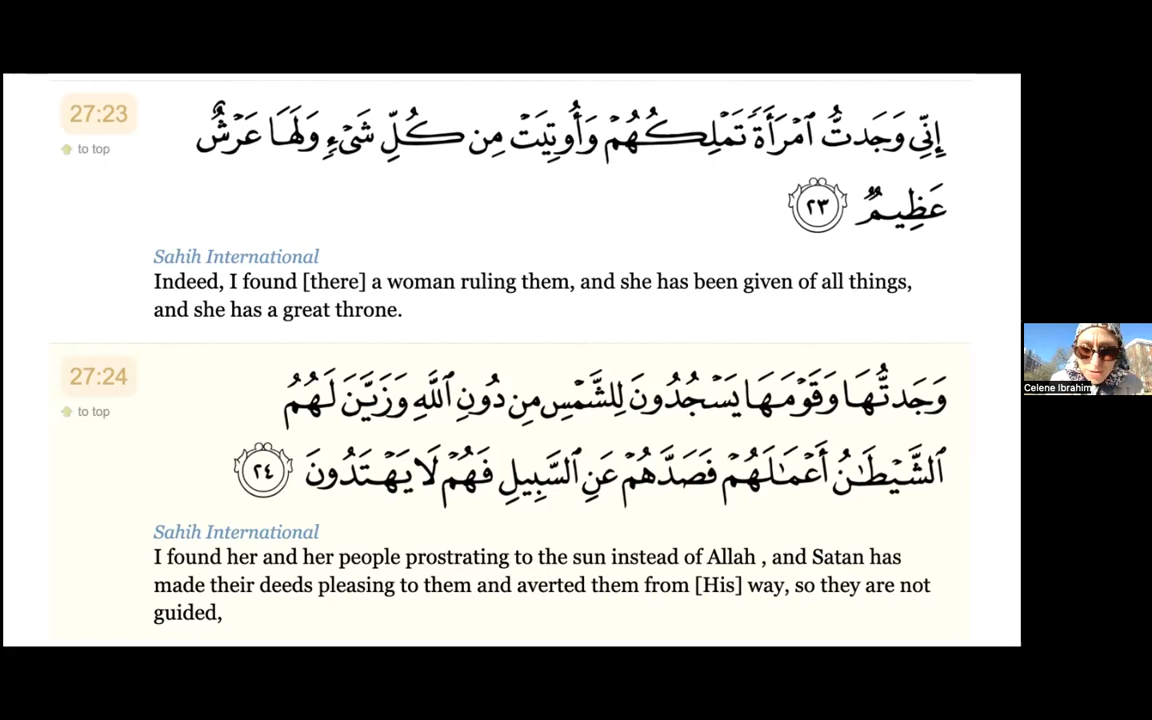 27:23
to top
إِنِّى وَجَدتُّ ٱمْرَأَةً تَمْلِكُهُمْ وَأُوتِيَتْ مِن كُلِّ شَىْءٍ وَلَهَا عَرْشٌ
عَظِيمٌ ٢٣
Sahih International
Indeed, I found [there] a woman ruling them, and she has been given of all things,
and she has a great throne.
27:24
to top
وَجَدتُّهَا وَقَوْمَهَا يَسْجُدُونَ لِلشَّمْسِ مِن دُونِ ٱللَّهِ وَزَيَّنَ لَهُمُ
ٱلشَّيْطَـٰنُ أَعْمَـٰلَهُمْ فَصَدَّهُمْ عَنِ ٱلسَّبِيلِ فَهُمْ لَا يَهْتَدُونَ ٢٤
Sahih International
I found her and her people prostrating to the sun instead of Allah , and Satan has
made their deeds pleasing to them and averted them from [His] way, so they are not
guided,
Celene Ibrahim